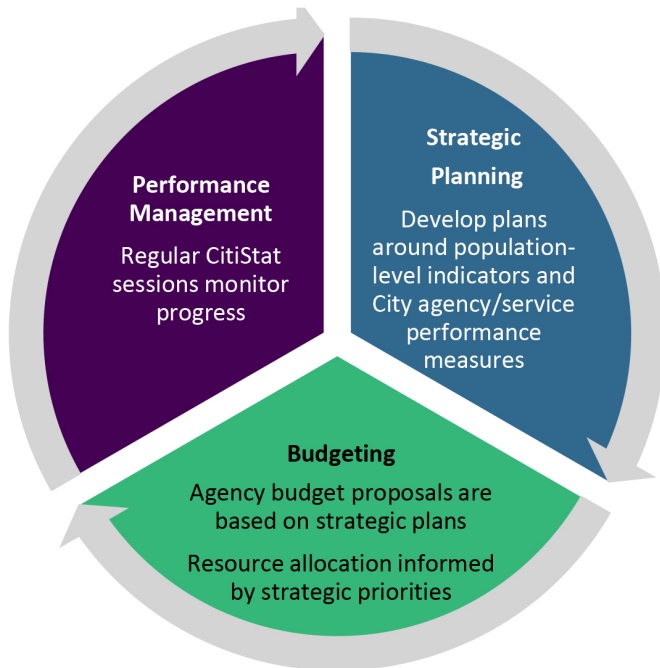 Strategic
Planning
Develop plans
around population-
level indicators and
City agency/service
performance
measures
Performance
Management
Regular CitiStat
sessions monitor
progress
Budgeting
Agency budget proposals are
based on strategic plans
Resource allocation informed
by strategic priorities